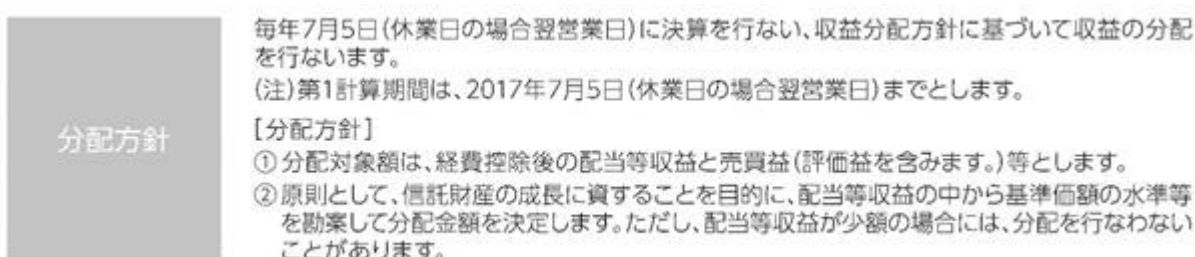 分配方針
毎年7月5日(休業日の場合翌営業日)に決算を行ない、収益分配方針に基づいて収益の分配
を行ないます。
(注)第1計算期間は、2017年7月5日(休業日の場合翌営業日)までとします。
[分配方針]
①分配対象額は、経費控除後の配当等収益と売買益(評価益を含みます。)等とします。
②原則として、信託財産の成長に資することを目的に、配当等収益の中から基準価額の水準等
を勘案して分配金額を決定します。ただし、配当等収益が少額の場合には、分配を行なわない
ことがあります。